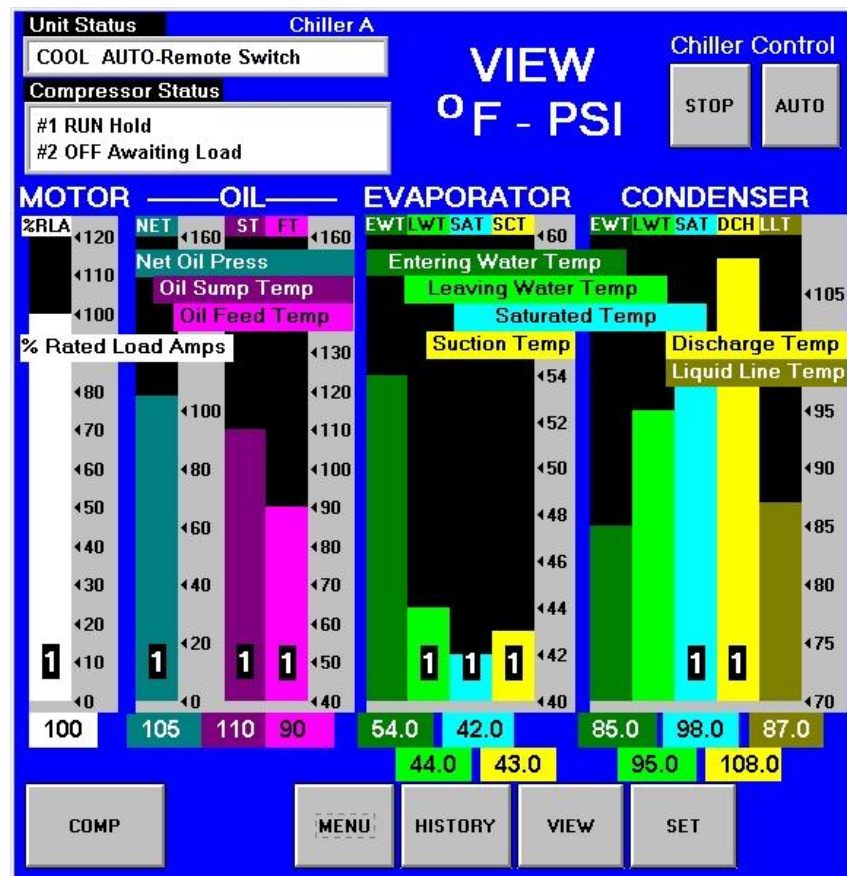 Unit Status Chiller A
COOL AUTO-Remote Switch
Compressor Status
#1 RUN Hold
#2 OFF Awaiting Load
VIEW
ºF - PSI
Chiller Control
STOP AUTO
MOTOR OIL EVAPORATOR CONDENSER
%RLA NET ST FT EWT LWT SAT SCT EWT LWT SAT DCH LLT
Net Oil Press
Oil Sump Temp
Oil Feed Temp
% Rated Load Amps
Entering Water Temp
Leaving Water Temp
Saturated Temp
Suction Temp
Discharge Temp
Liquid Line Temp
120
110
100
80
70
60
50
40
30
20
10
0
160
100
80
60
40
20
0
160
130
120
110
100
90
80
70
60
50
40
60
54
52
50
48
46
44
42
40
105
95
90
85
80
75
70
1 1 1 1 1 1 1 1 1
100 105 110 90 54.0 42.0 85.0 98.0 87.0
44.0 43.0 95.0 108.0
COMP MENU HISTORY VIEW SET